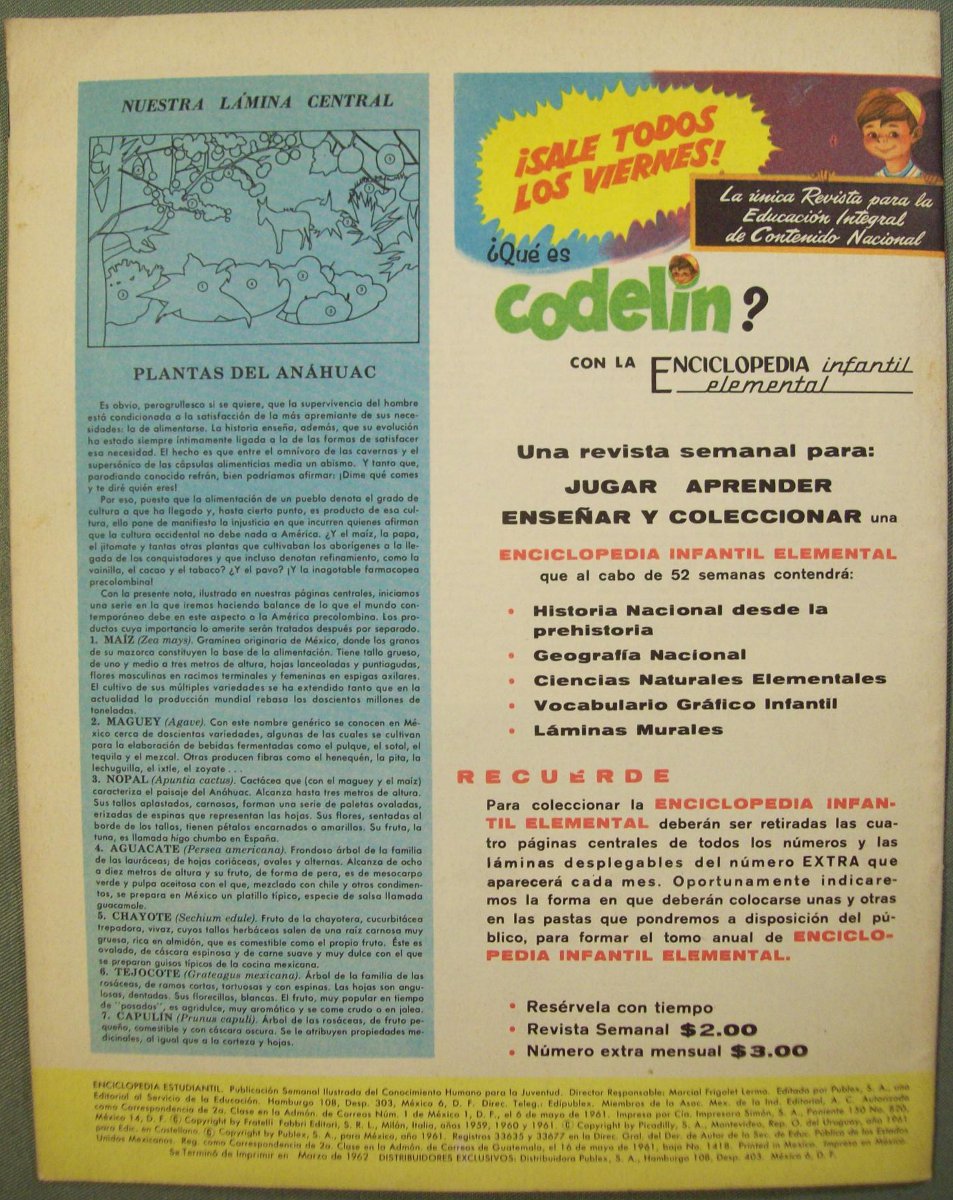 NUESTRA LÁMINA CENTRAL
PLANTAS DEL ANÁHUAC
Es obvio, perogrullesco si se quiere, que la supervivencia del hombre
está condicionada a la satisfacción de la más apremiante de sus nece-
sidades: la de alimentarse. La historia enseña, además, que su evolución
ha estado siempre íntimamente ligada a la de las formas de satisfacer
esa necesidad. El hecho es que entre el omnívoro de las cavernas y el
supersónico de las cápsulas alimenticias media un abismo. Y tanto que,
parodiando conocido refrán, bien podríamos afirmar: ¡Dime qué comes
y te diré quién eres!
Por eso, puesto que la alimentación de un pueblo denota el grado de
cultura a que ha llegado y, hasta cierto punto, es producto de esa cul-
tura, ello pone de manifiesto la injusticia en que incurren quienes afirman
que la cultura occidental no debe nada a América. ¿Y el maíz, la papa,
el jitomate y tantas otras plantas que cultivaban los aborígenes a la lle-
gada de los conquistadores y que incluso denotan refinamiento, como la
vainilla, el cacao y el tabaco? ¿Y el pavo? ¡Y la inagotable farmacopea
precolombina!
Con la presente nota, ilustrada en nuestras páginas centrales, iniciamos
una serie en la que iremos haciendo balance de lo que el mundo con-
temporáneo debe en este aspecto a la América precolombina. Los pro-
ductos cuya importancia lo amerite serán tratados después por separado.
1. MAÍZ (Zea mays). Gramínea originaria de México, donde los granos
de su mazorca constituyen la base de la alimentación. Tiene tallo grueso,
de uno y medio a tres metros de altura, hojas lanceoladas y puntiagudas,
flores masculinas en racimos terminales y femeninas en espigas axilares.
El cultivo de sus múltiples variedades se ha extendido tanto que en la
actualidad la producción mundial rebasa los doscientos millones de
toneladas.
2. MAGUEY (Agave). Con este nombre genérico se conocen en Mé-
xico cerca de doscientas variedades, algunas de las cuales se cultivan
para la elaboración de bebidas fermentadas como el pulque, el sotol, el
tequila y el mezcal. Otras producen fibras como el henequén, la pita, la
lechuguilla, el ixtle, el zoyate . . .
3. NOPAL (Apuntia cactus). Cactácea que (con el maguey y el maíz)
caracteriza el paisaje del Anáhuac. Alcanza hasta tres metros de altura.
Sus tallos aplastados, carnosos, forman una serie de paletas ovaladas,
erizadas de espinas que representan las hojas. Sus flores, sentadas al
borde de los tallos, tienen pétalos encarnados o amarillos. Su fruta, la
tuna, es llamada higo chumbo en España.
4. AGUACATE (Persea americana). Frondoso árbol de la familia
de las lauráceas, de hojas coriáceas, ovales y alternas. Alcanza de ocho
a diez metros de altura y su fruto, de forma de pera, es de mesocarpo
verde y pulpa aceitosa con el que, mezclado con chile y otros condimen-
tos, se prepara en México un platillo típico, especie de salsa llamada
guacamole.
5. CHAYOTE (Sechium edule). Fruto de la chayotera, cucurbitácea
trepadora, vivaz, cuyos tallos herbáceos salen de una raíz carnosa muy
gruesa, rica en almidón, que es comestible como el propio fruto. Éste es
ovalado, de cáscara espinosa y de carne suave y muy dulce con el que
se preparan guisos típicos de la cocina mexicana.
6. TEJOCOTE (Grateagus mexicana). Árbol de la familia de las
rosáceas, de ramas cortas, tortuosas y con espinas. Las hojas son angu-
losas, dentadas. Sus florecillas, blancas. El fruto, muy popular en tiempo
de "posadas", es agridulce, muy aromático y se come crudo o en jalea.
7. CAPULÍN (Prunus capuli). Árbol de las rosáceas, de fruto pe-
queño, comestible y con cáscara oscura. Se le atribuyen propiedades me-
dicinales, al igual que a la corteza y hojas.
¡SALE TODOS
LOS VIERNES!
La única Revista para la
Educación Integral
de Contenido Nacional
¿Qué es
codelin?
CON LA ENCICLOPEDIA infantil
elemental
Una revista semanal para:
JUGAR APRENDER
ENSEÑAR Y COLECCIONAR una
ENCICLOPEDIA INFANTIL ELEMENTAL
que al cabo de 52 semanas contendrá:
• Historia Nacional desde la
prehistoria
• Geografía Nacional
• Ciencias Naturales Elementales
• Vocabulario Gráfico Infantil
• Láminas Murales
RECUERDE
Para coleccionar la ENCICLOPEDIA INFAN-
TIL ELEMENTAL deberán ser retiradas las cua-
tro páginas centrales de todos los números y las
láminas desplegables del número EXTRA que
aparecerá cada mes. Oportunamente indicare-
mos la forma en que deberán colocarse unas y otras
en las pastas que pondremos a disposición del pú-
blico, para formar el tomo anual de ENCICLO-
PEDIA INFANTIL ELEMENTAL.
• Resérvela con tiempo
• Revista Semanal $2.00
• Número extra mensual $3.00
ENCICLOPEDIA ESTUDIANTIL. Publicación Semanal Ilustrada del Conocimiento Humano para la Juventud. Director Responsable: Marcial Frigolet Lerma. Editada por Publex, S. A., una
Editorial al Servicio de la Educación. Hamburgo 108, Desp. 303, México 6, D. F. Direc. Teleg.: Edipublex. Miembros de la Asoc. Mex. de la Ind. Editorial, A. C. Autorizada
como Correspondencia de 2a. Clase en la Admón. de Correos Núm. 1 de México 1, D. F., el 6 de mayo de 1961. Impresa por Cía. Impresora Simón, S. A., Poniente 150 No. 820,
México 14, D. F. © Copyright by Fratelli Fabbri Editari, S. R. L., Milán, Italia, años 1959, 1960 y 1961. © Copyright by Picadilly, S. A., Montevideo, Rep. O. del Uruguay, año 1961
para Edic. en Castellano. © Copyright by Publex, S. A., para México, año 1961. Registros 33635 y 33677 en la Direc. Gral. del Der. de Autor de la Sec. de Educ. Pública de los Estados
Unidos Mexicanos. Reg. como Correspondencia de 2a. Clase en la Admón. de Correos de Guatemala, el 16 de mayo de 1961, bajo No. 1418. Printed in Mexico. Impreso en México.
Se Terminó de Imprimir en Marzo de 1962 DISTRIBUIDORES EXCLUSIVOS: Distribuidora Publex, S. A., Hamburgo 108, Desp. 403. México 6, D. F.